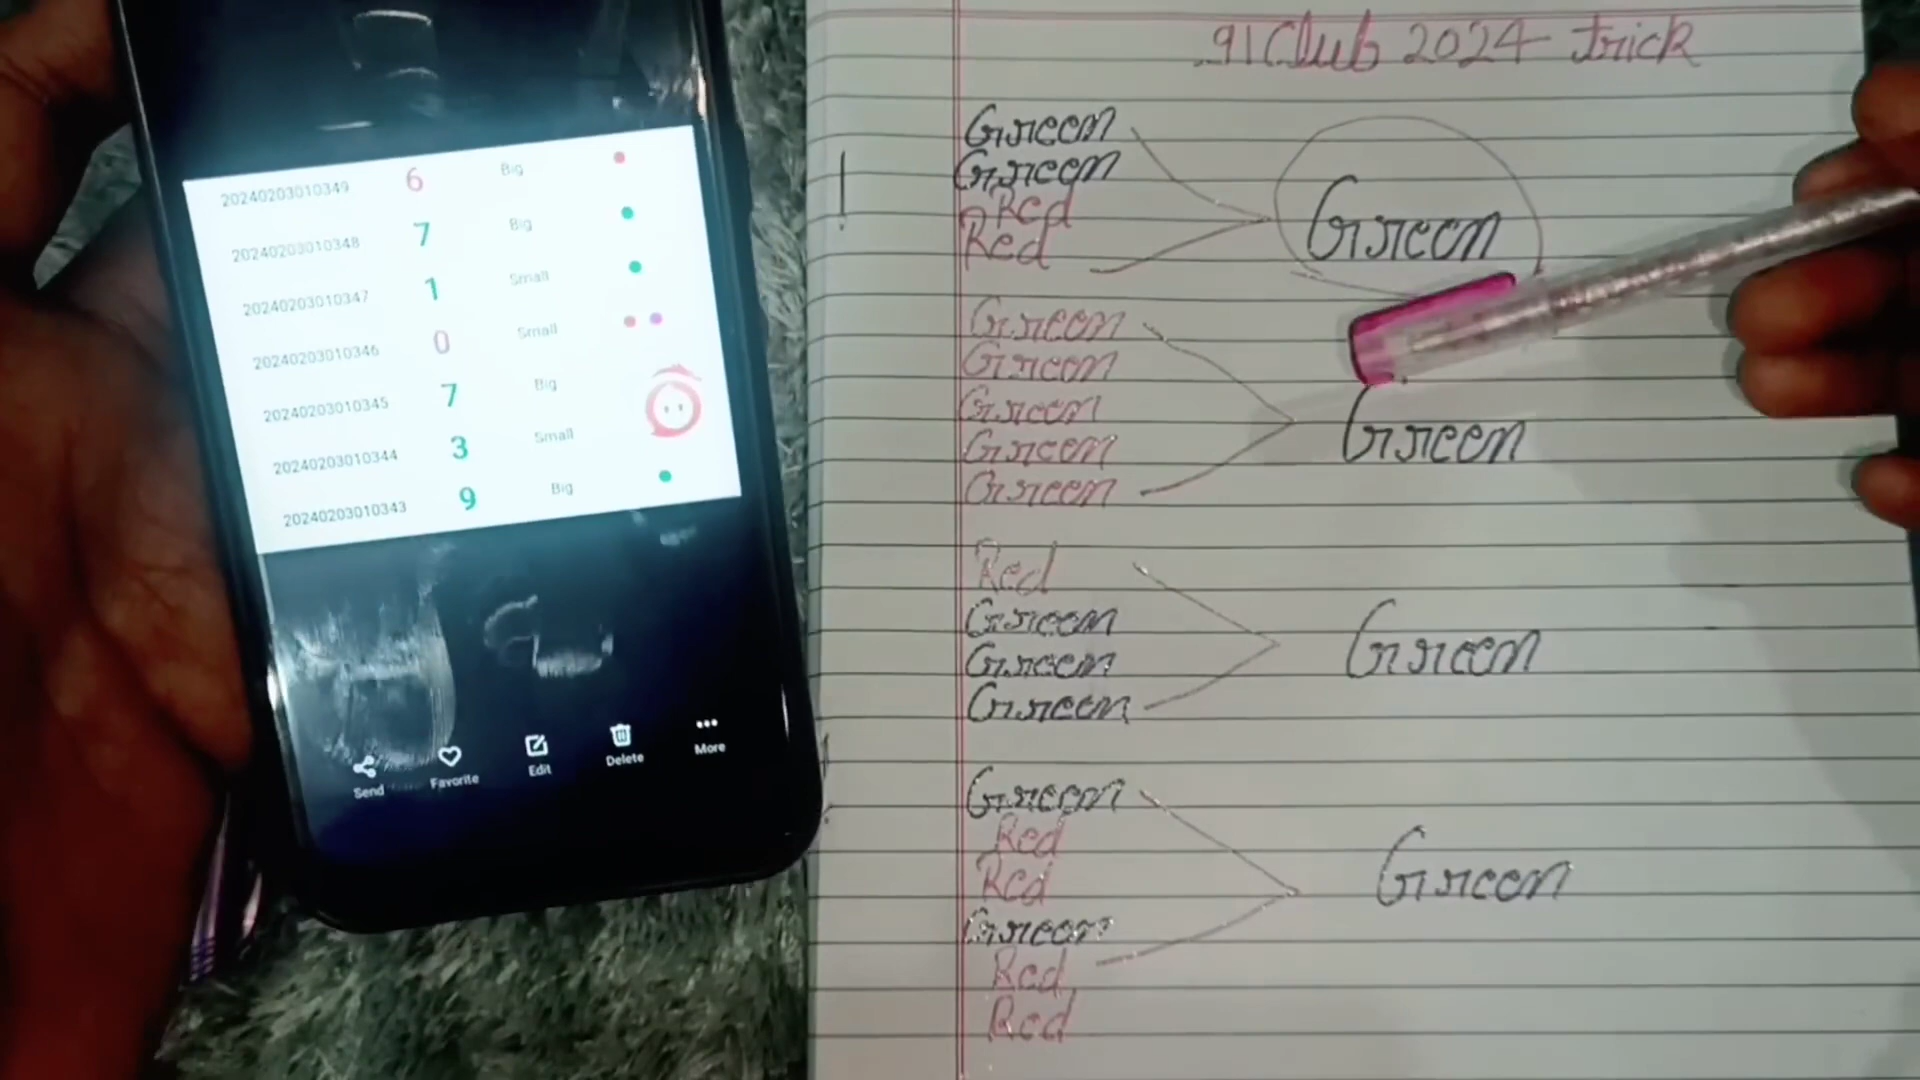 20240203010349 6 Big
20240203010348 7 Big
20240203010347 1 Small
20240203010346 0 Small
20240203010345 7 Big
20240203010344 3 Small
20240203010343 9 Big
Send Favorite Edit Delete More
91 Club 2024 trick
Green
Green
Red
Red
Green
Green
Green
Green
Green
Green
Green
Red
Green
Green
Green
Green
Green
Red
Red
Green
Red
Red
Green